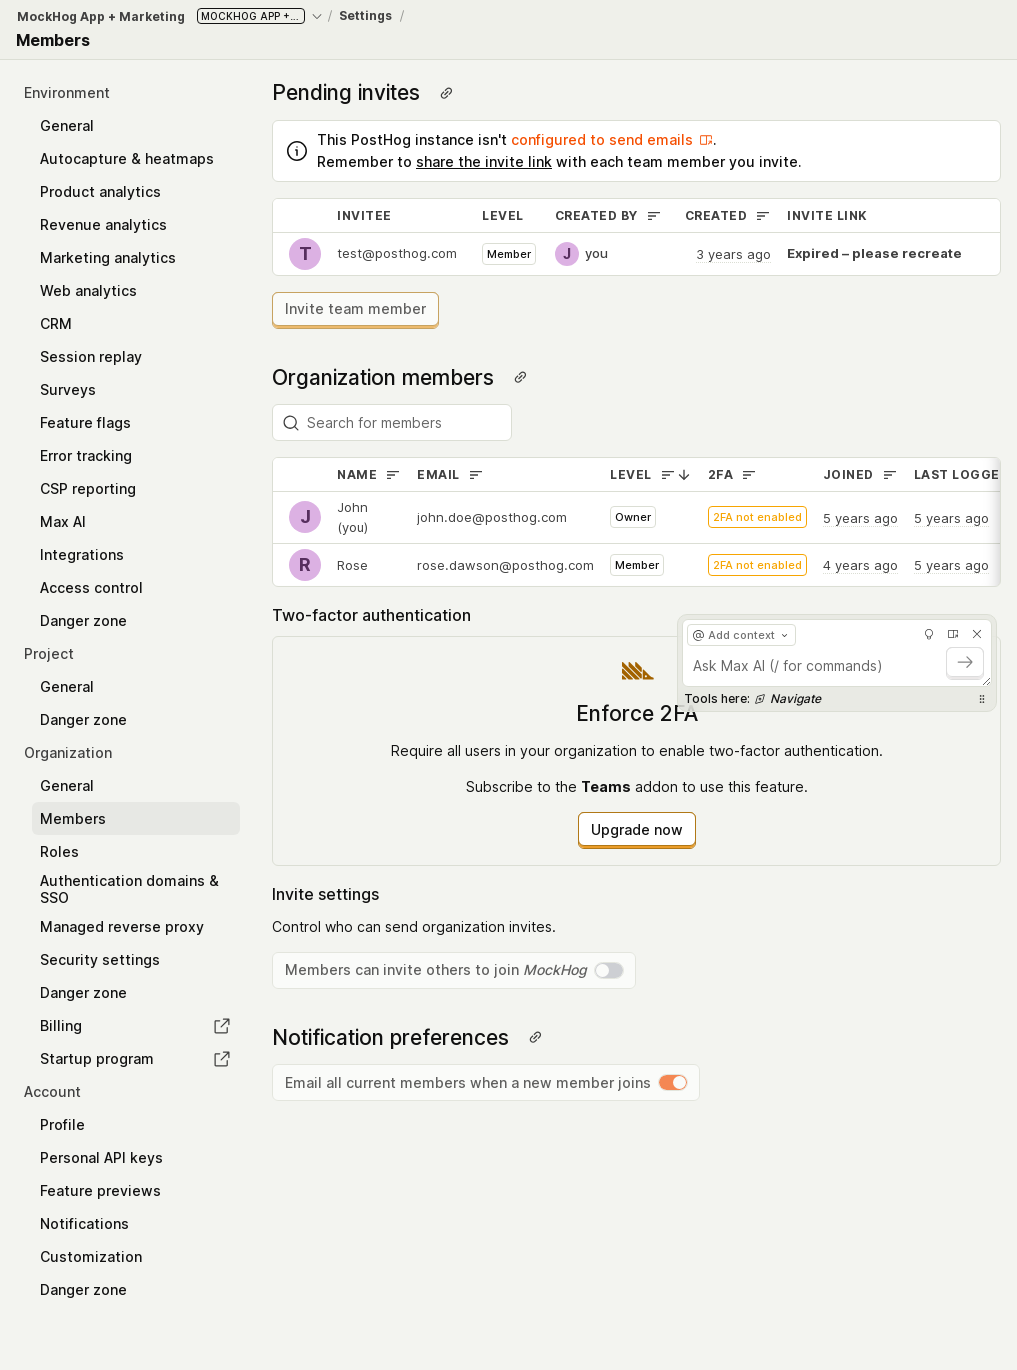 MockHog App + Marketing
MOCKHOG APP +...
/
Settings
/
Members
Environment
General
Autocapture & heatmaps
Product analytics
Revenue analytics
Marketing analytics
Web analytics
CRM
Session replay
Surveys
Feature flags
Error tracking
CSP reporting
Max AI
Integrations
Access control
Danger zone
Project
General
Danger zone
Organization
General
Members
Roles
Authentication domains &
SSO
Managed reverse proxy
Security settings
Danger zone
Billing
Startup program
Account
Profile
Personal API keys
Feature previews
Notifications
Customization
Danger zone
Pending invites
This PostHog instance isn't configured to send emails.
Remember to share the invite link with each team member you invite.
INVITEE LEVEL CREATED BY CREATED INVITE LINK
T test@posthog.com Member J you 3 years ago Expired – please recreate
Invite team member
Organization members
Search for members
NAME EMAIL LEVEL 2FA JOINED LAST LOGGE
J John (you) john.doe@posthog.com Owner 2FA not enabled 5 years ago 5 years ago
R Rose rose.dawson@posthog.com Member 2FA not enabled 4 years ago 5 years ago
Two-factor authentication
@ Add context
Ask Max AI (/ for commands)
Tools here: Navigate
Enforce 2FA
Require all users in your organization to enable two-factor authentication.
Subscribe to the Teams addon to use this feature.
Upgrade now
Invite settings
Control who can send organization invites.
Members can invite others to join MockHog
Notification preferences
Email all current members when a new member joins